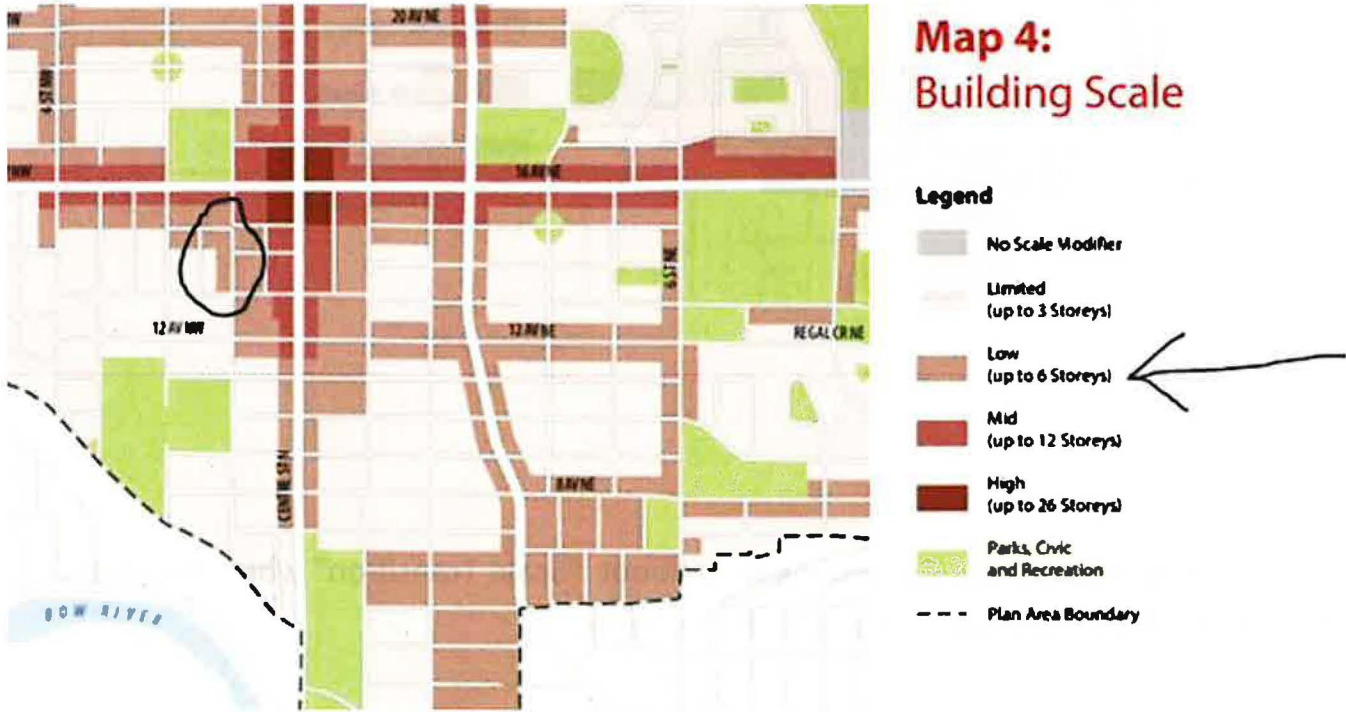 20 AV NE
4 ST NW
16 AV NE
6 ST NE
12 AV NW
12 AV NE
REGAL CR NE
CENTRE ST N
8 AV NE
BOW RIVER
Map 4:
Building Scale
Legend
No Scale Modifier
Limited
(up to 3 Storeys)
Low
(up to 6 Storeys)
Mid
(up to 12 Storeys)
High
(up to 26 Storeys)
Parks, Civic
and Recreation
Plan Area Boundary